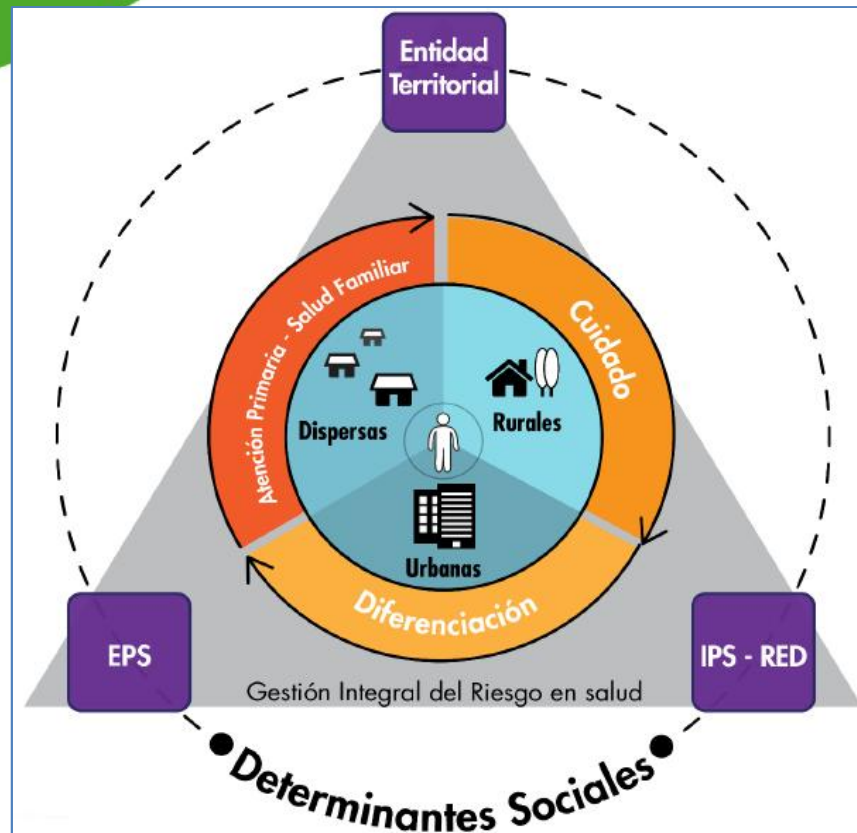 Entidad
Territorial
Atención Primaria - Salud Familiar
Cuidado
Dispersas
Rurales
Urbanas
Diferenciación
EPS
IPS - RED
Gestión Integral del Riesgo en salud
Determinantes Sociales